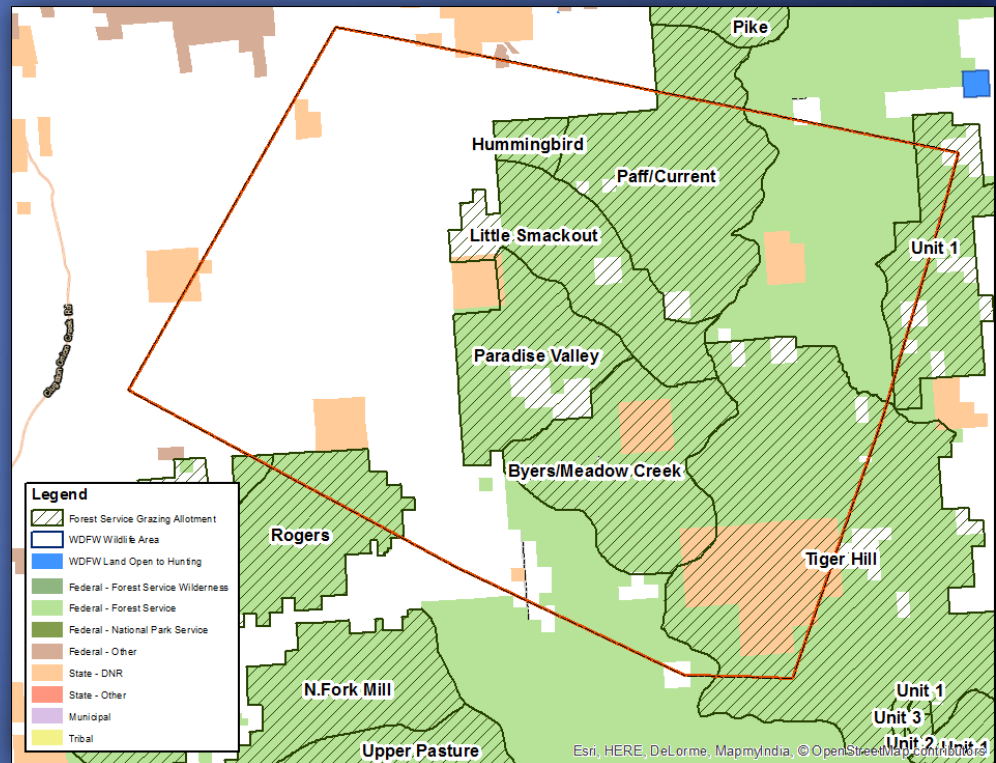 Pike
Hummingbird
Paff/Current
Little Smackout
Unit 1
Paradise Valley
Byers/Meadow Creek
Rogers
Tiger Hill
N.Fork Mill
Unit 1
Unit 3
Unit 2
Unit 1
Upper Pasture
Legend
Forest Service Grazing Allotment
WDFW Wildlife Area
WDFW Land Open to Hunting
Federal - Forest Service Wilderness
Federal - Forest Service
Federal - National Park Service
Federal - Other
State - DNR
State - Other
Municipal
Tribal
Esri, HERE, DeLorme, MapmyIndia, © OpenStreetMap contributors